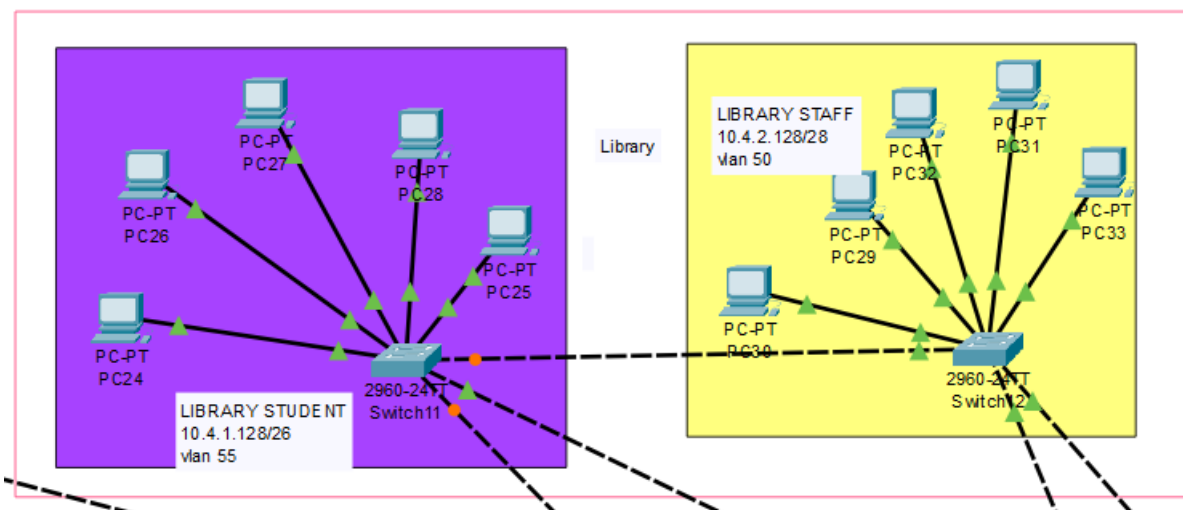 PC-PT
PC27
PC-PT
PC28
PC-PT
PC26
PC-PT
PC25
PC-PT
PC24
2960-24TT
Switch11
LIBRARY STUDENT
10.4.1.128/26
vlan 55
Library
LIBRARY STAFF
10.4.2.128/28
vlan 50
PC-PT
PC31
PC-PT
PC32
PC-PT
PC33
PC-PT
PC29
PC-PT
PC30
2960-24TT
Switch12